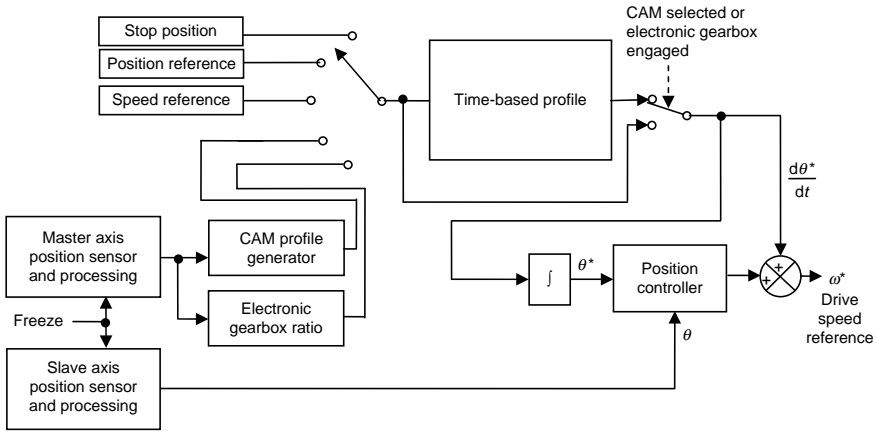 CAM selected or
electronic gearbox
engaged
Stop position
Position reference
Speed reference
Time-based profile
dθ*
dt
Master axis
position sensor
and processing
CAM profile
generator
Electronic
gearbox ratio
Freeze
Slave axis
position sensor
and processing
∫
θ*
Position
controller
+
+
ω*
Drive
speed
reference
θ